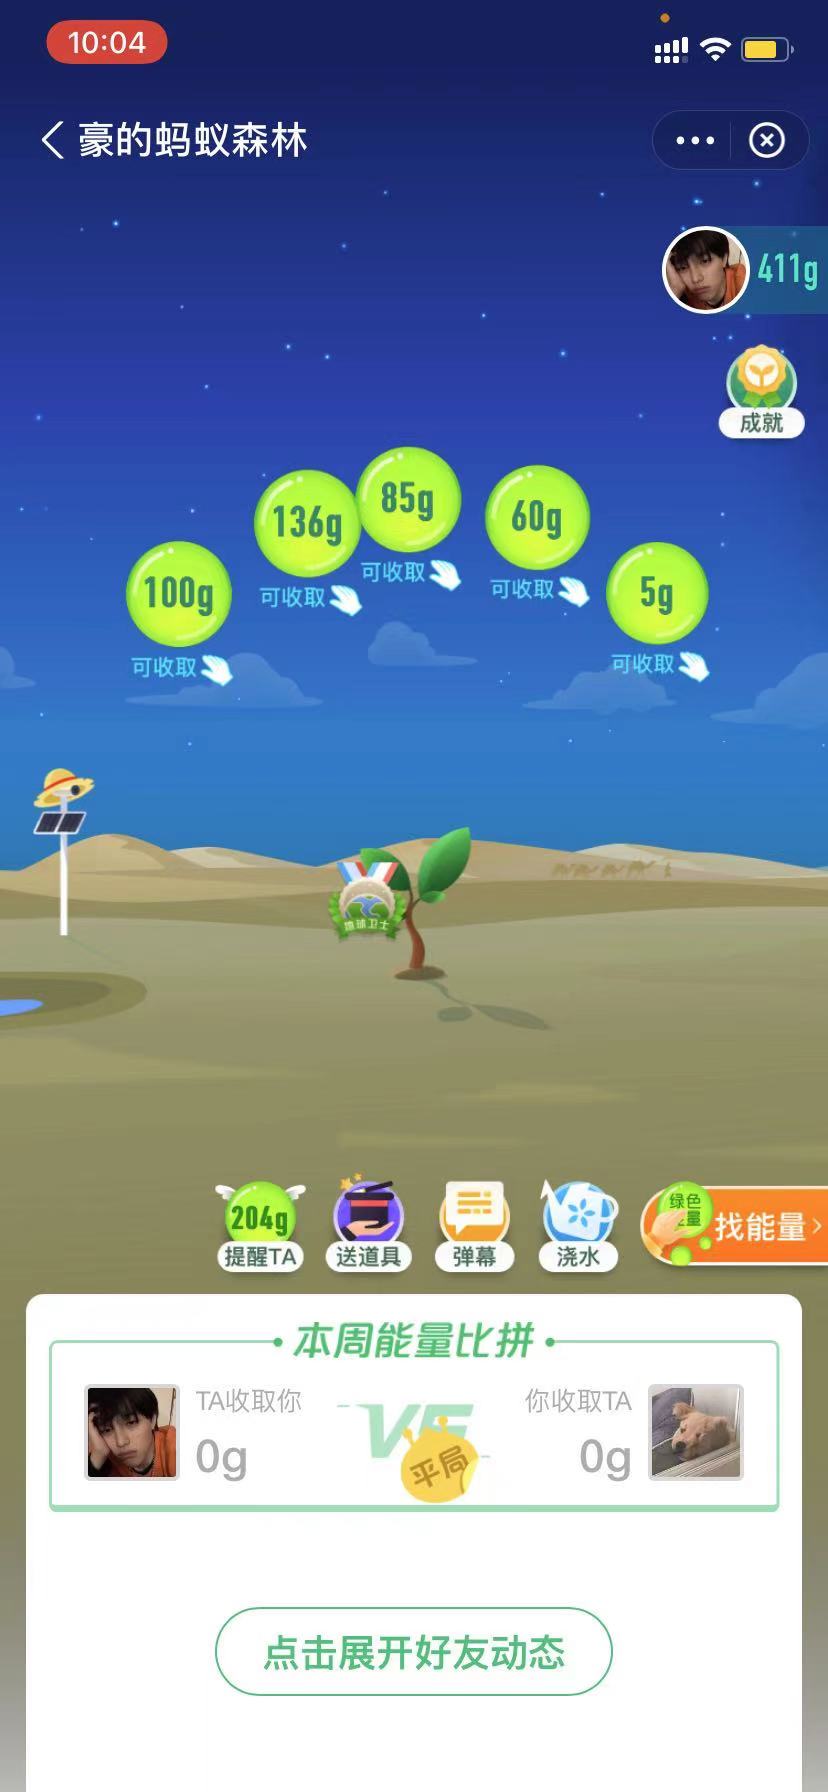 10:04
豪的蚂蚁森林
411g
成就
85g
136g
60g
100g
5g
可收取
可收取
可收取
可收取
可收取
地球卫士
绿色
量
找能量
204g
提醒TA
送道具
弹幕
浇水
本周能量比拼
TA收取你
你收取TA
0g
0g
平局
点击展开好友动态